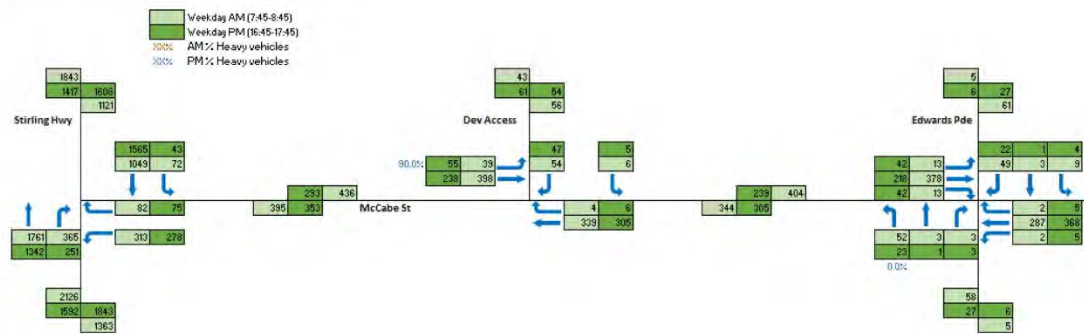 Weekday AM (7:45-8:45)
Weekday PM (16:45-17:45)
XX% AM % Heavy vehicles
XX% PM % Heavy vehicles
1843
1417 1608
1121
Stirling Hwy
1565 43
1049 72
82 75
313 278
1761 365
1342 251
2126
1592 1843
1363
293 436
395 353
McCabe St
43
61 54
56
Dev Access
47 5
54 6
90.0% 55 39
238 398
4 6
339 305
239 404
344 305
5
6 27
61
Edwards Pde
22 1 4
49 3 9
42 13
218 378
42 13
2 5
287 368
2 5
52 3 3
23 1 3
0.0%
58
27 6
5